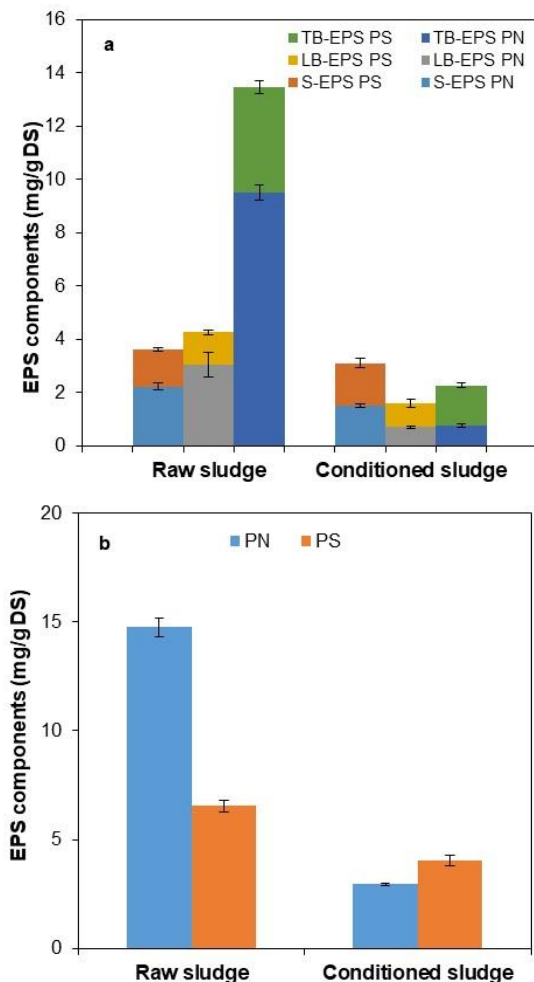 a
TB-EPS PS TB-EPS PN
LB-EPS PS LB-EPS PN
S-EPS PS S-EPS PN
EPS components (mg/gDS)
16
14
12
10
8
6
4
2
0
Raw sludge Conditioned sludge
b
PN PS
EPS components (mg/gDS)
20
15
10
5
0
Raw sludge Conditioned sludge